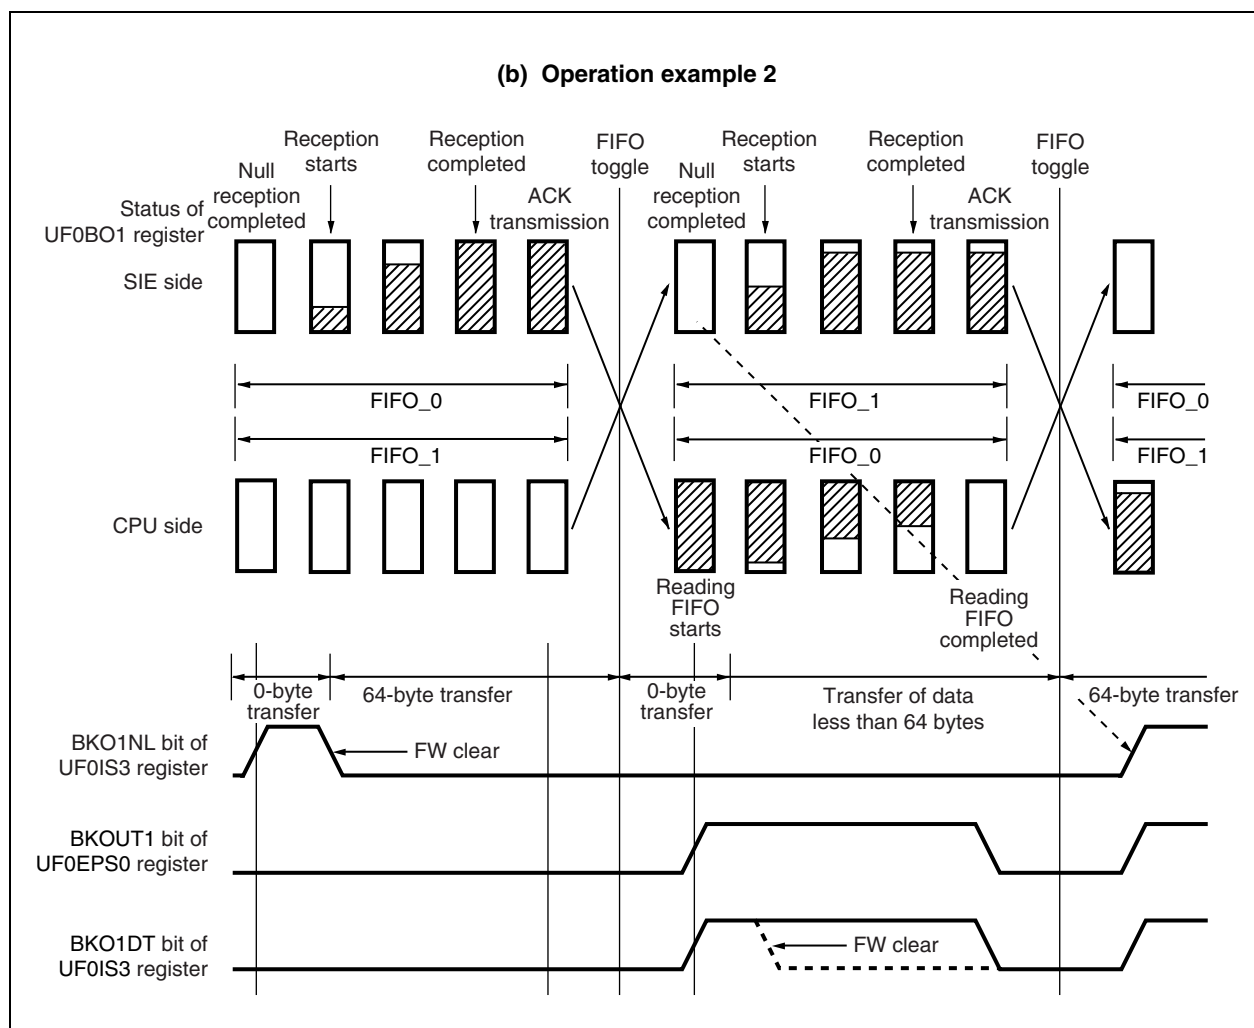 (b) Operation example 2
Reception
starts
Reception
completed
FIFO
toggle
Reception
starts
Reception
completed
FIFO
toggle
Null
reception
completed
ACK
transmission
Null
reception
completed
ACK
transmission
Status of
UF0BO1 register
SIE side
FIFO_0
FIFO_1
FIFO_0
FIFO_1
FIFO_0
FIFO_1
CPU side
Reading
FIFO
starts
Reading
FIFO
completed
0-byte
transfer
64-byte transfer
0-byte
transfer
Transfer of data
less than 64 bytes
64-byte transfer
BKO1NL bit of
UF0IS3 register
FW clear
BKOUT1 bit of
UF0EPS0 register
BKO1DT bit of
UF0IS3 register
FW clear